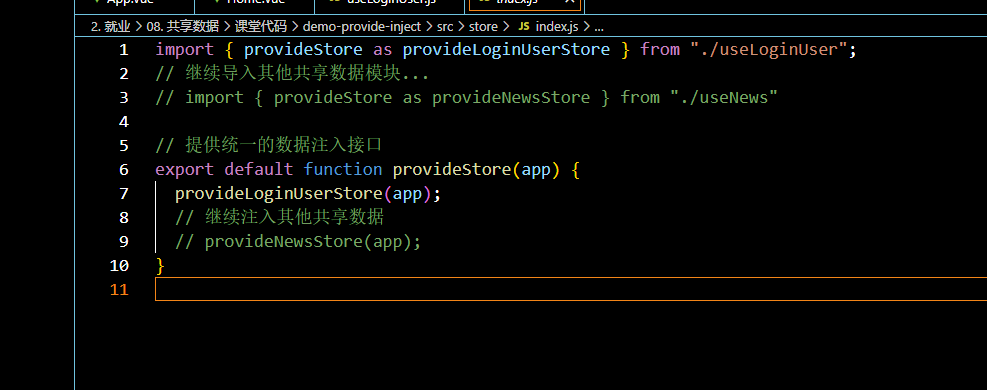 App.vue Home.vue useLoginUser.js index.js
2. 就业 > 08. 共享数据 > 课堂代码 > demo-provide-inject > src > store > JS index.js > ...
1 import { provideStore as provideLoginUserStore } from "./useLoginUser";
2 // 继续导入其他共享数据模块...
3 // import { provideStore as provideNewsStore } from "./useNews"
4
5 // 提供统一的数据注入接口
6 export default function provideStore(app) {
7 provideLoginUserStore(app);
8 // 继续注入其他共享数据
9 // provideNewsStore(app);
10 }
11